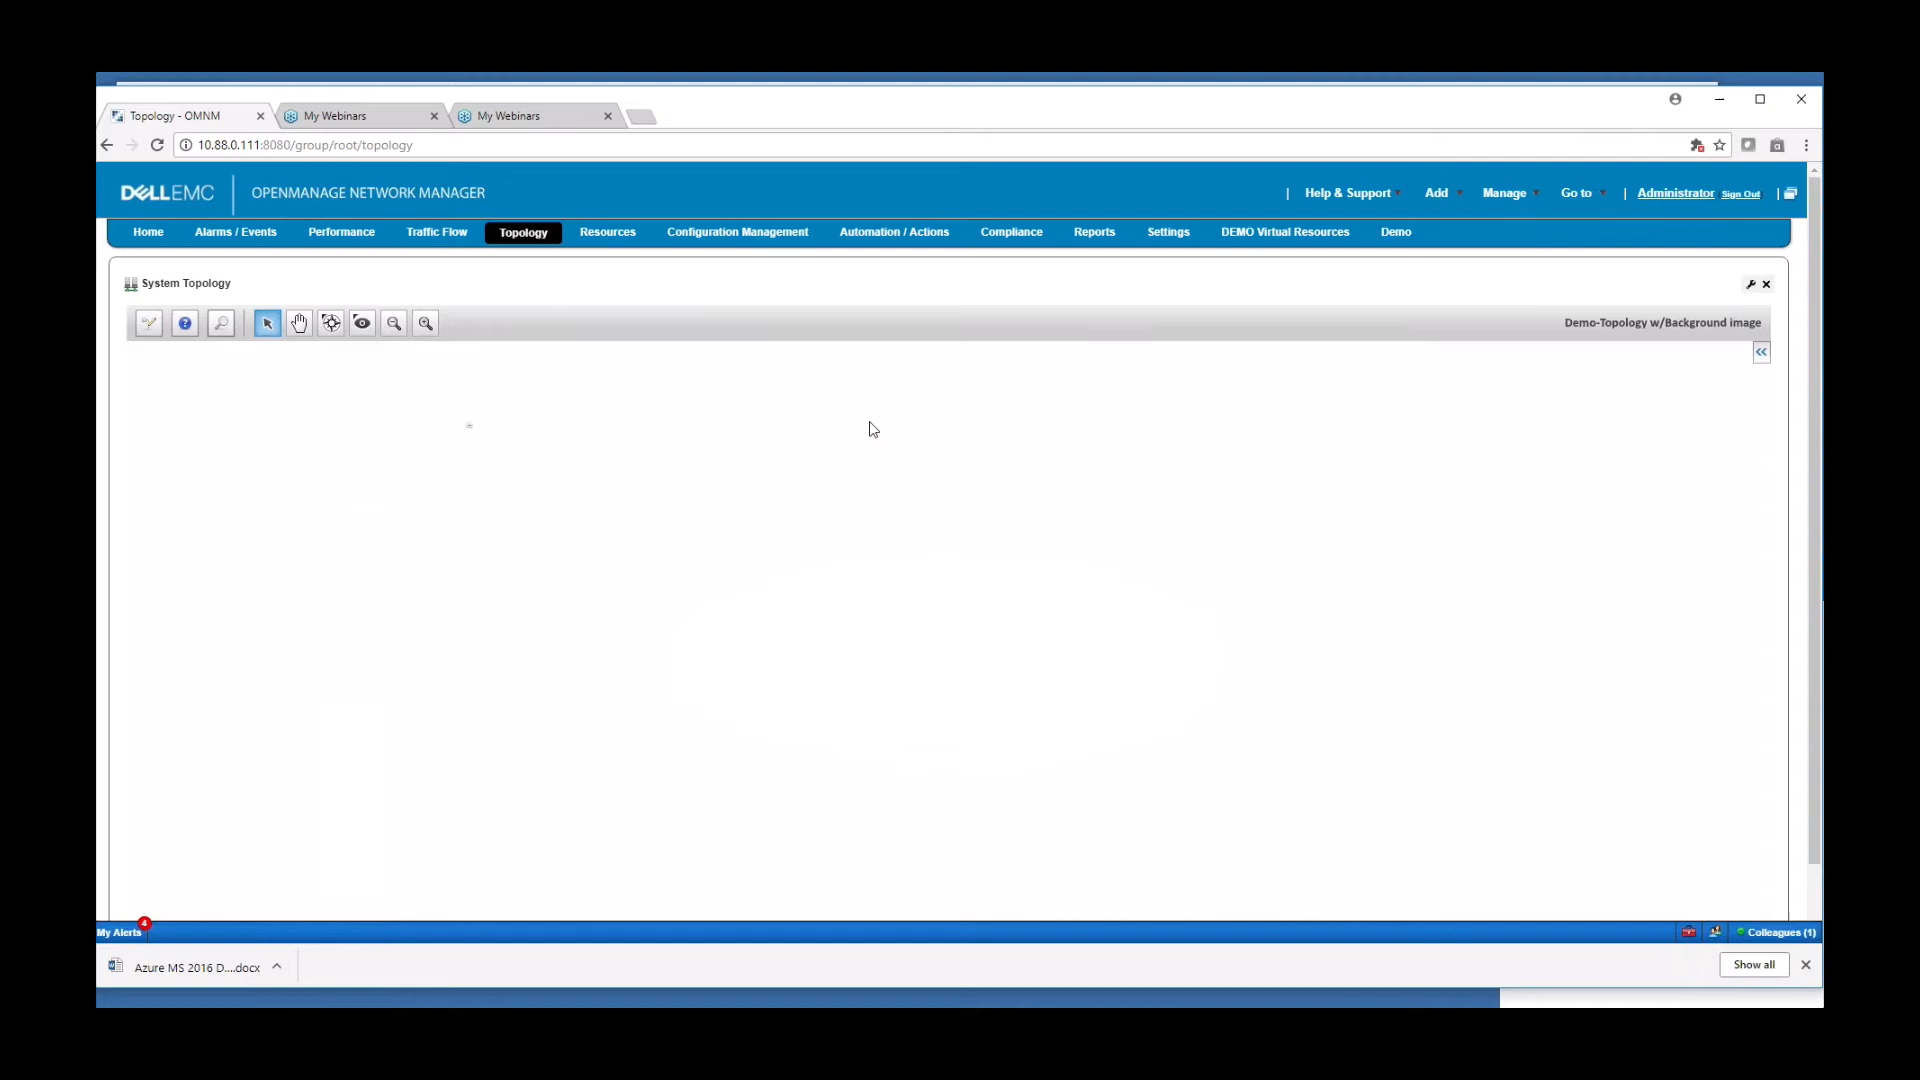 Topology - OMNM
My Webinars
My Webinars
10.88.0.111:8080/group/root/topology
DELLEMC
OPENMANAGE NETWORK MANAGER
| Help & Support Add Manage Go to | Administrator Sign Out |
Home Alarms / Events Performance Traffic Flow Topology Resources Configuration Management Automation / Actions Compliance Reports Settings DEMO Virtual Resources Demo
System Topology
Demo-Topology w/Background image
4
My Alerts
Colleagues (1)
Azure MS 2016 D....docx
Show all